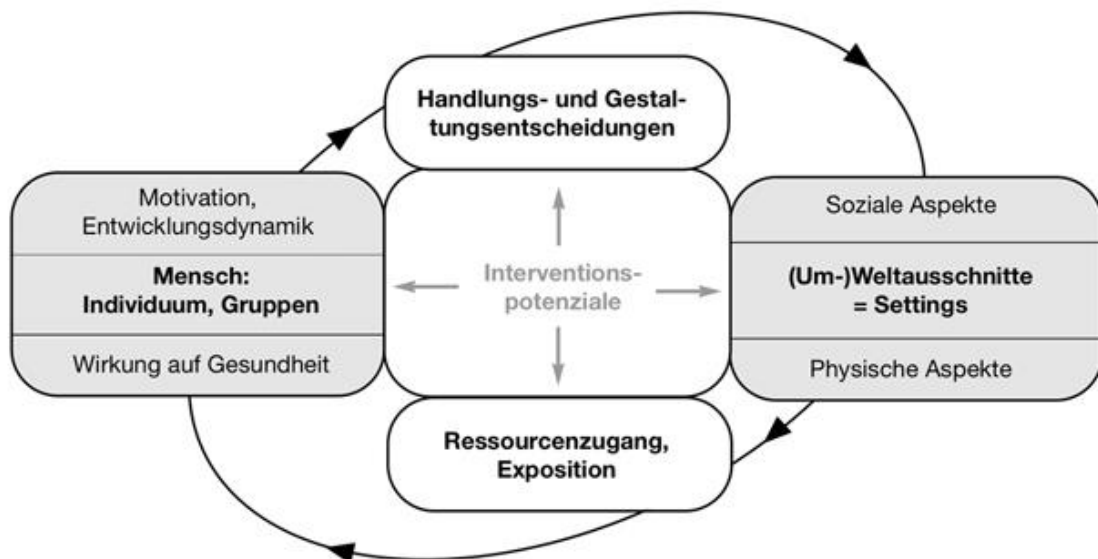 Handlungs- und Gestal-
tungsentscheidungen
Motivation,
Entwicklungsdynamik
Mensch:
Individuum, Gruppen
Wirkung auf Gesundheit
Interventions-
potenziale
Soziale Aspekte
(Um-)Weltausschnitte
= Settings
Physische Aspekte
Ressourcenzugang,
Exposition